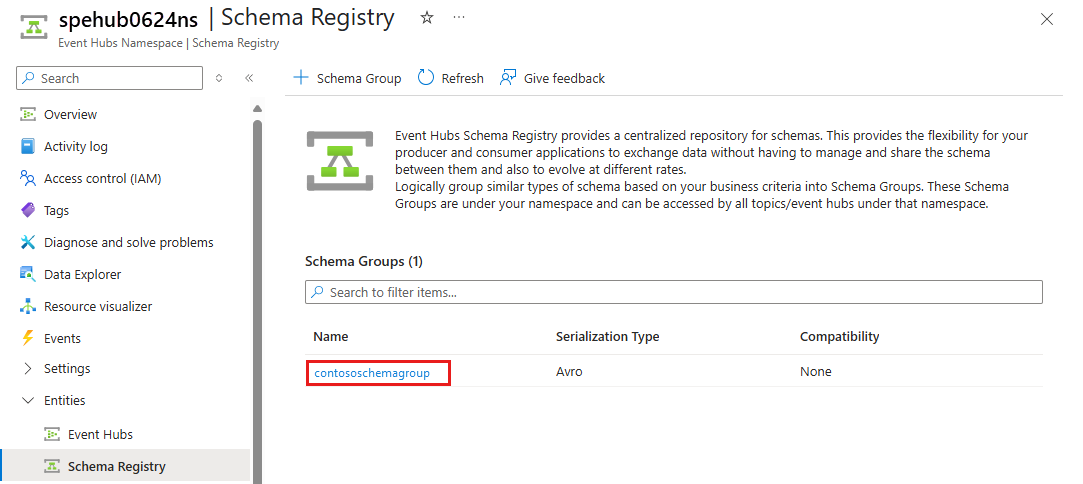 spehub0624ns | Schema Registry
Event Hubs Namespace | Schema Registry
Search
Overview
Activity log
Access control (IAM)
Tags
Diagnose and solve problems
Data Explorer
Resource visualizer
Events
Settings
Entities
Event Hubs
Schema Registry
Schema Group Refresh Give feedback
Event Hubs Schema Registry provides a centralized repository for schemas. This provides the flexibility for your
producer and consumer applications to exchange data without having to manage and share the schema
between them and also to evolve at different rates.
Logically group similar types of schema based on your business criteria into Schema Groups. These Schema
Groups are under your namespace and can be accessed by all topics/event hubs under that namespace.
Schema Groups (1)
Search to filter items...
Name Serialization Type Compatibility
contososchemagroup Avro None